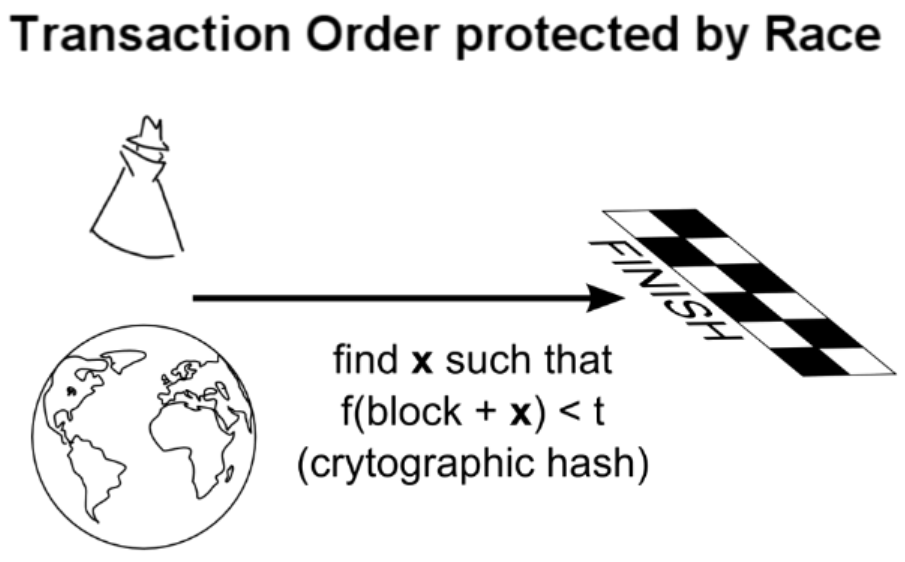 Transaction Order protected by Race
FINISH
find x such that
f(block + x) < t
(crytographic hash)